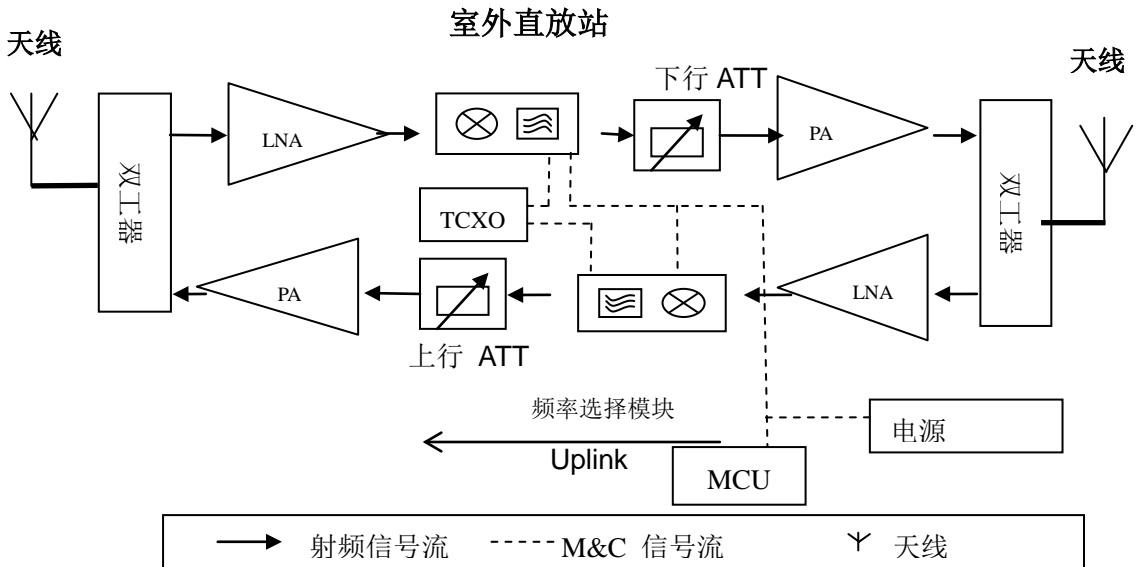 室外直放站
天线
天线
下行 ATT
LNA
PA
双工器
双工器
TCXO
PA
LNA
上行 ATT
频率选择模块
电源
Uplink
MCU
射频信号流
M&C 信号流
天线